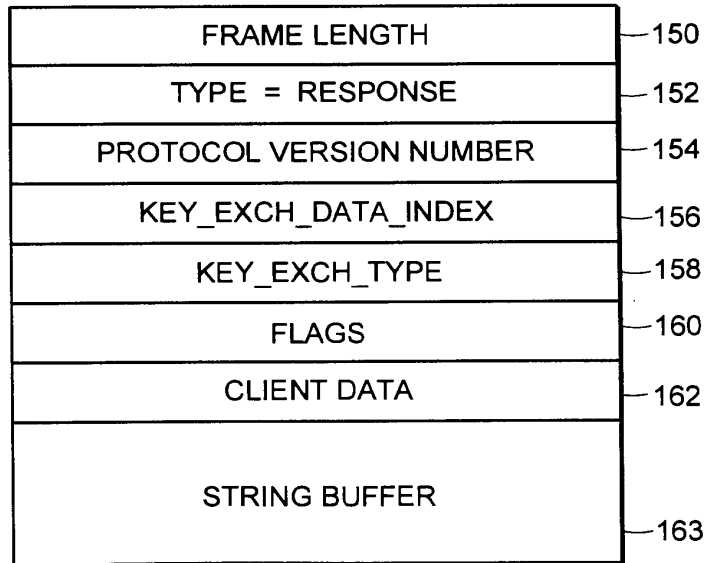 FRAME LENGTH 150
TYPE = RESPONSE 152
PROTOCOL VERSION NUMBER 154
KEY_EXCH_DATA_INDEX 156
KEY_EXCH_TYPE 158
FLAGS 160
CLIENT DATA 162
STRING BUFFER
163